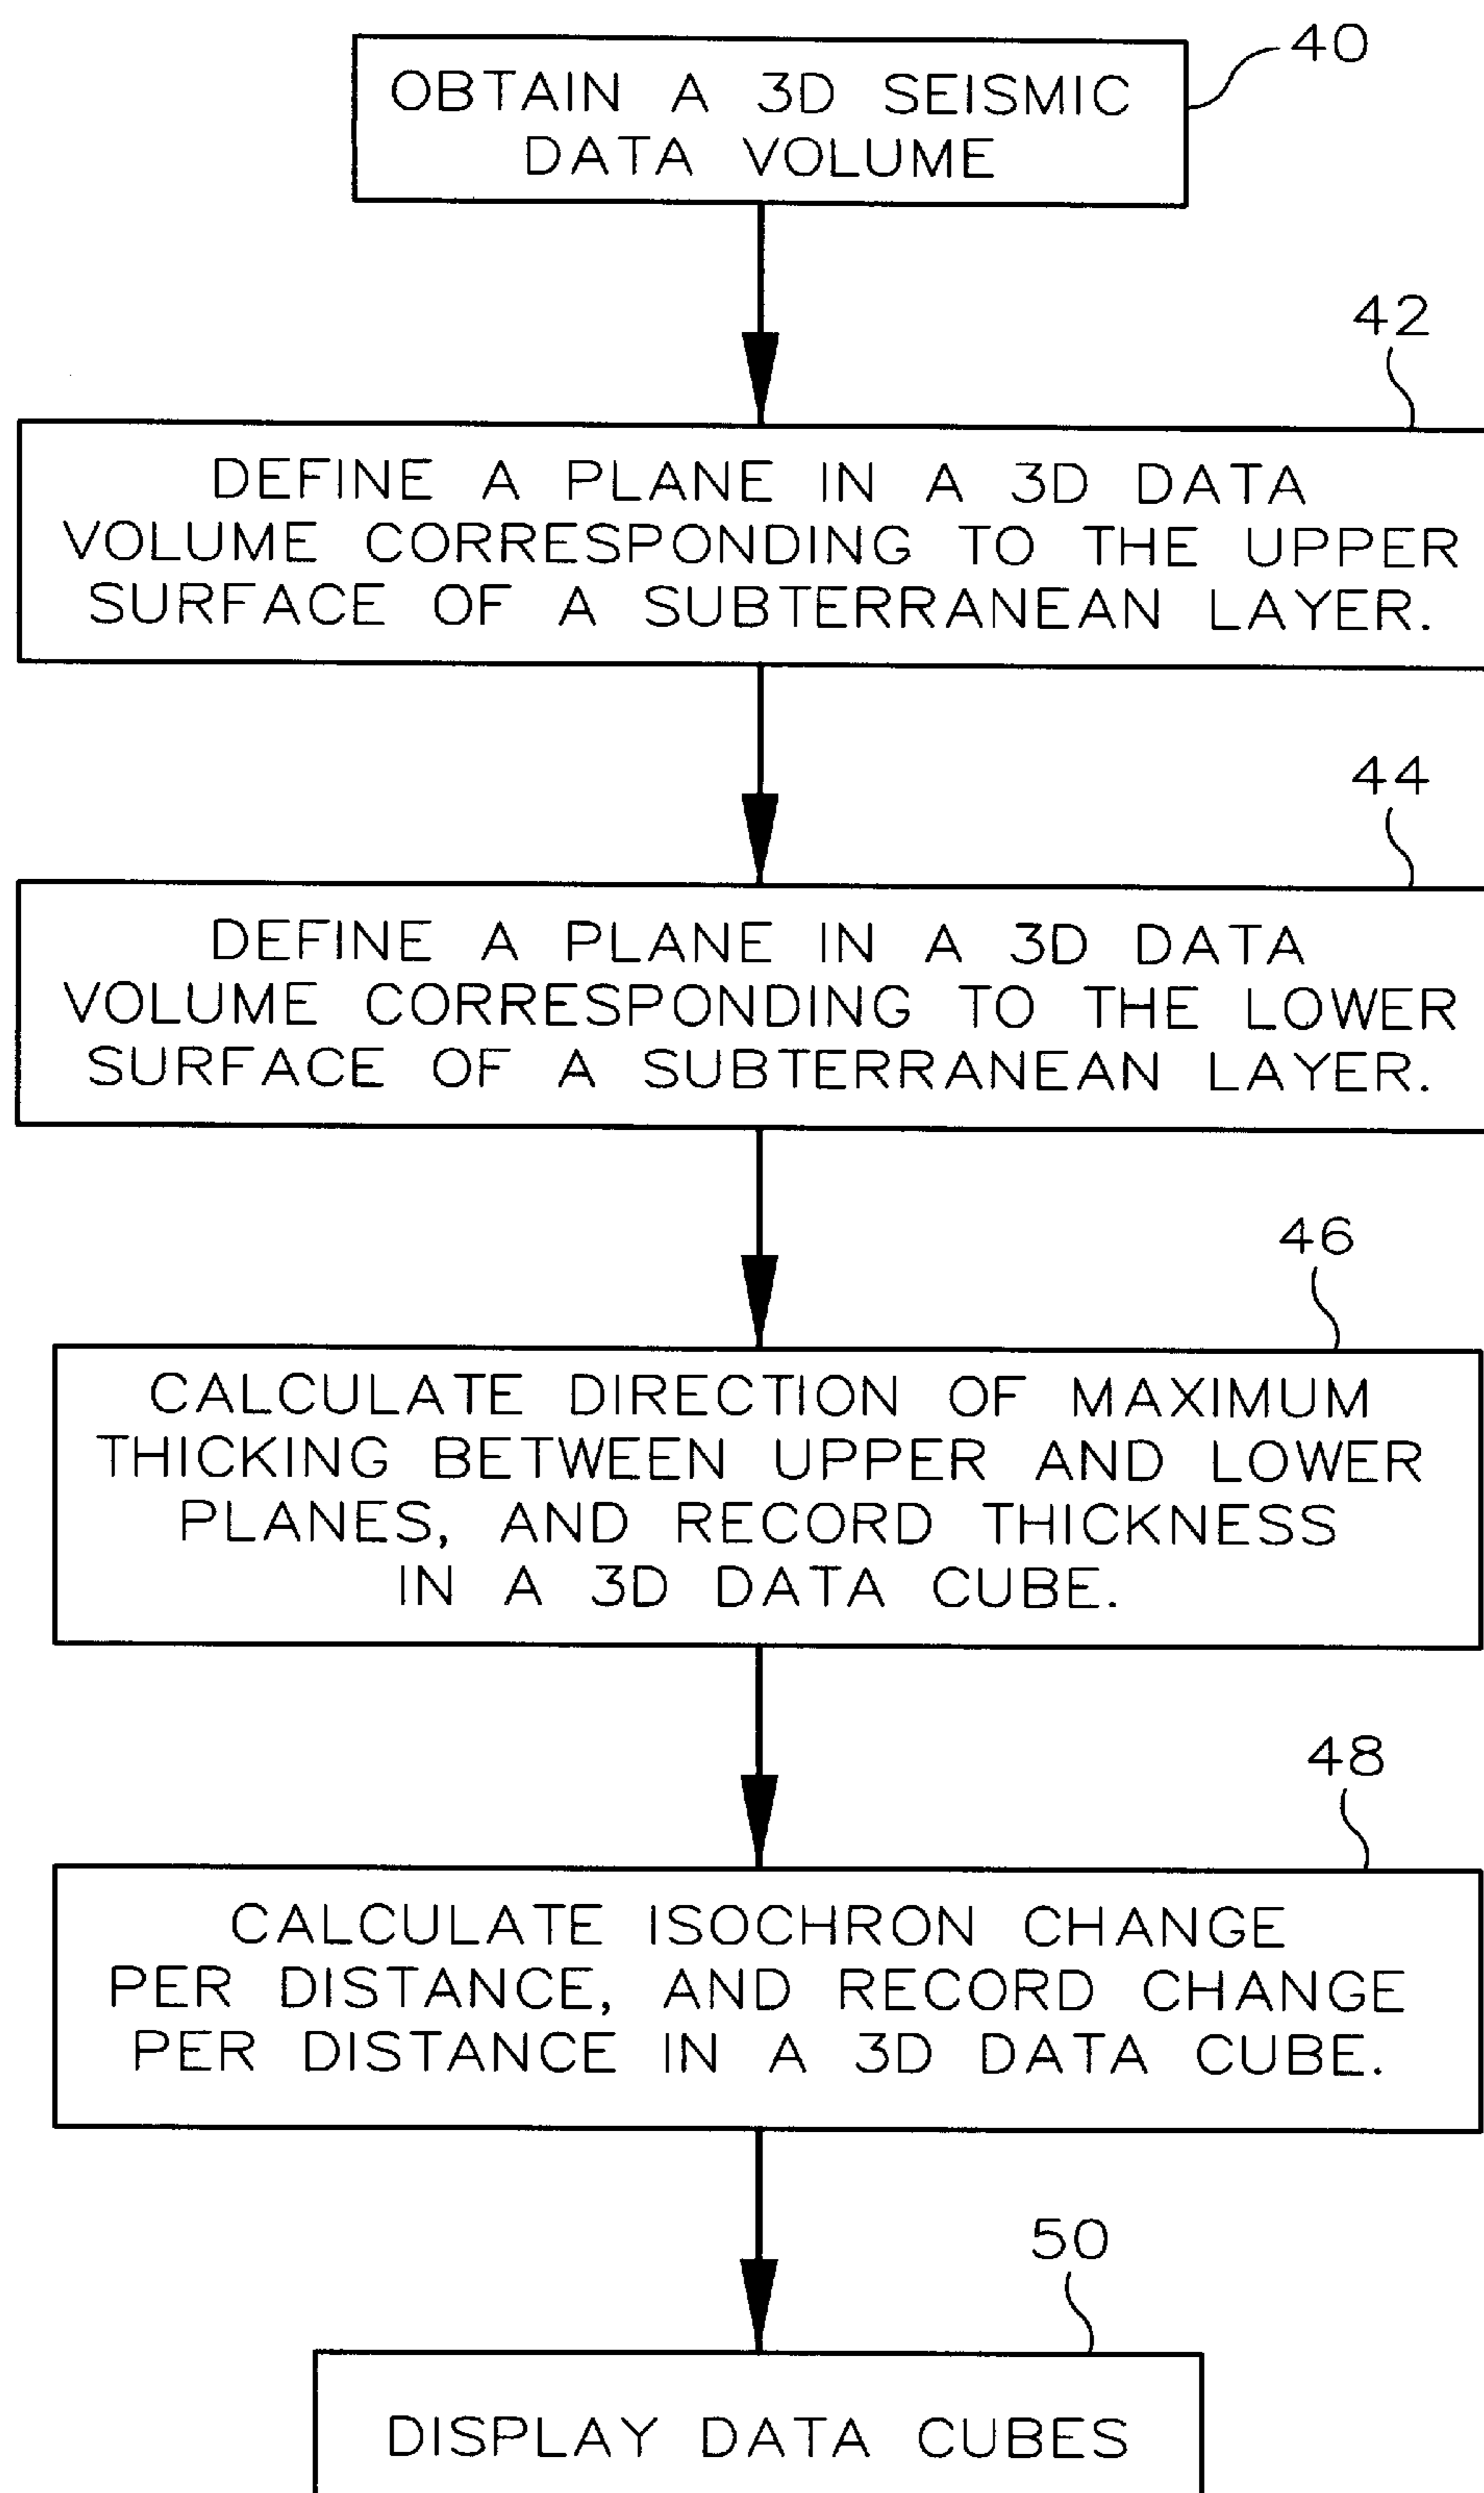 40
OBTAIN A 3D SEISMIC
DATA VOLUME
42
DEFINE A PLANE IN A 3D DATA
VOLUME CORRESPONDING TO THE UPPER
SURFACE OF A SUBTERRANEAN LAYER.
44
DEFINE A PLANE IN A 3D DATA
VOLUME CORRESPONDING TO THE LOWER
SURFACE OF A SUBTERRANEAN LAYER.
46
CALCULATE DIRECTION OF MAXIMUM
THICKING BETWEEN UPPER AND LOWER
PLANES, AND RECORD THICKNESS
IN A 3D DATA CUBE.
48
CALCULATE ISOCHRON CHANGE
PER DISTANCE, AND RECORD CHANGE
PER DISTANCE IN A 3D DATA CUBE.
50
DISPLAY DATA CUBES